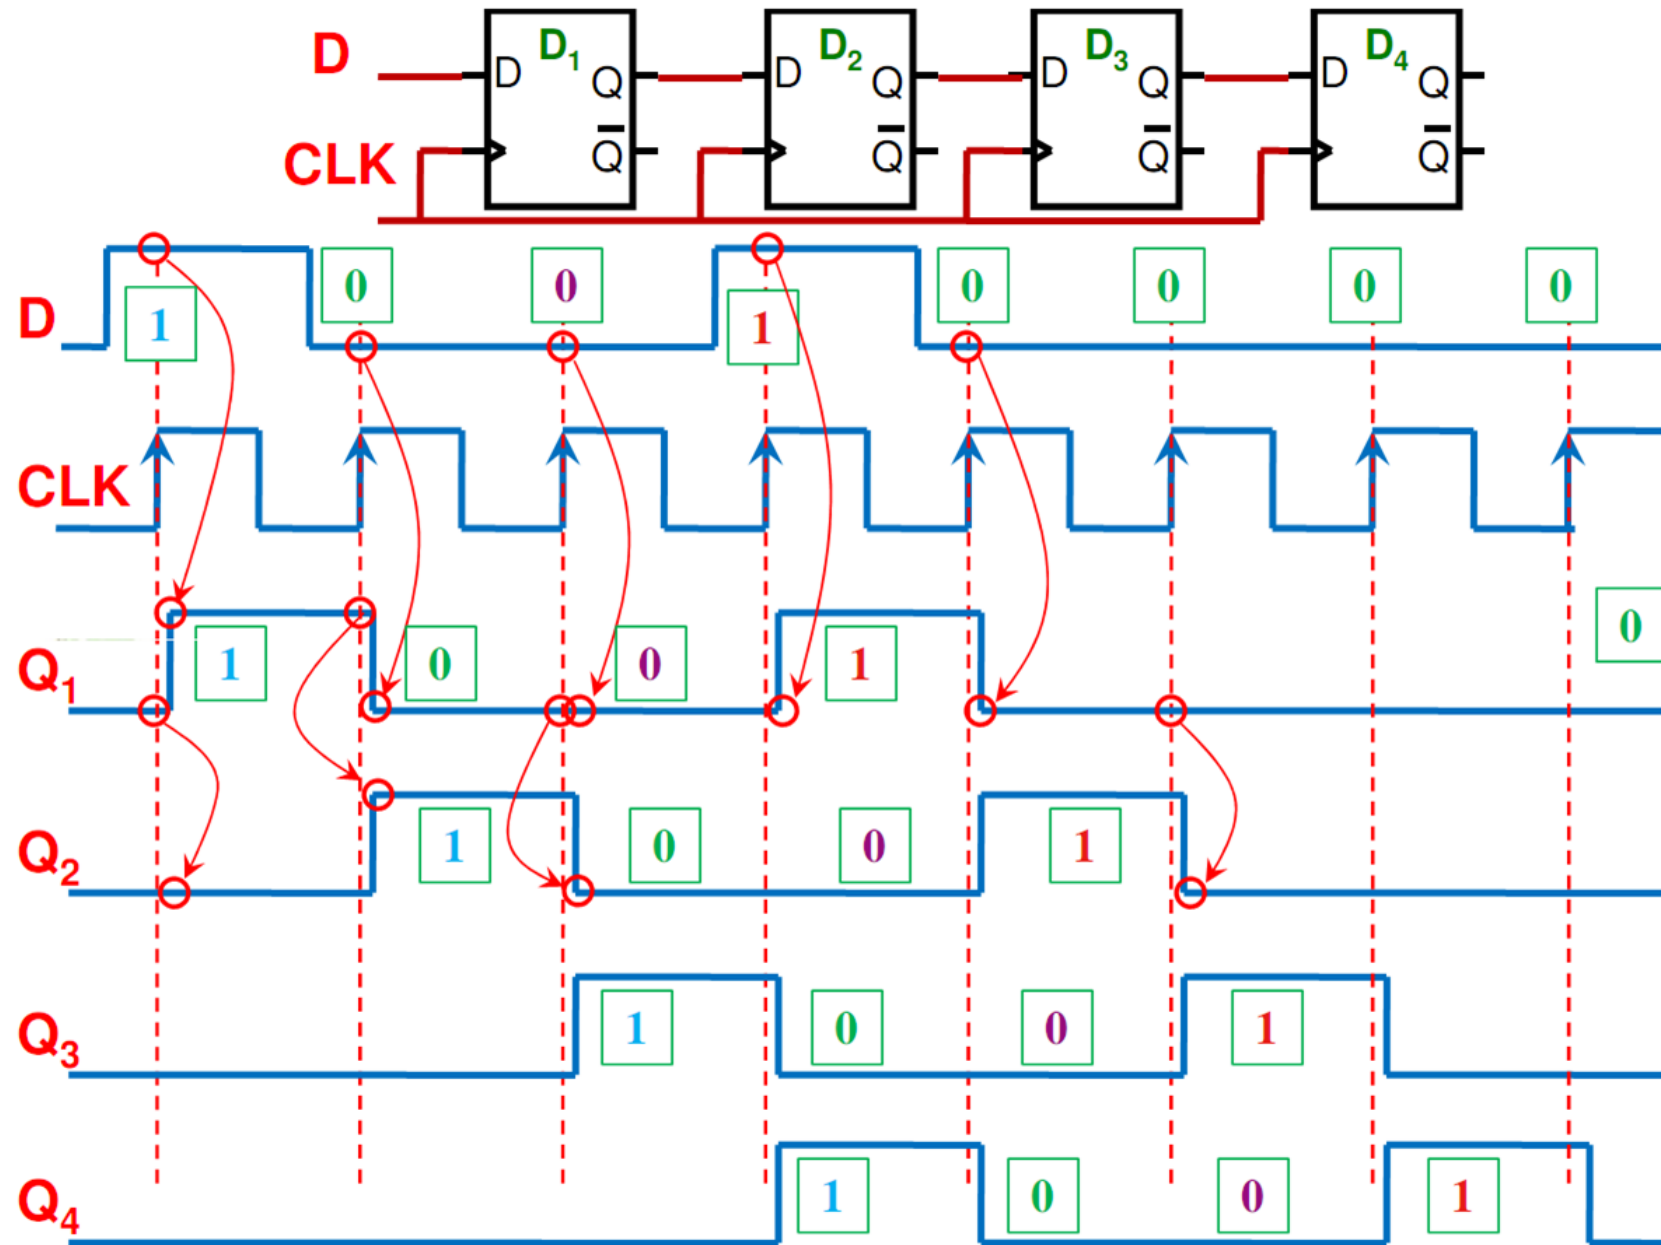 D D₁ D₂ D₃ D₄
D Q D Q D Q D Q
CLK Q̅ Q̅ Q̅ Q̅
0 0 0 0 0 0
D 1 1
CLK
0
Q₁ 1 0 0 1
Q₂ 1 0 0 1
Q₃ 1 0 0 1
Q₄ 1 0 0 1